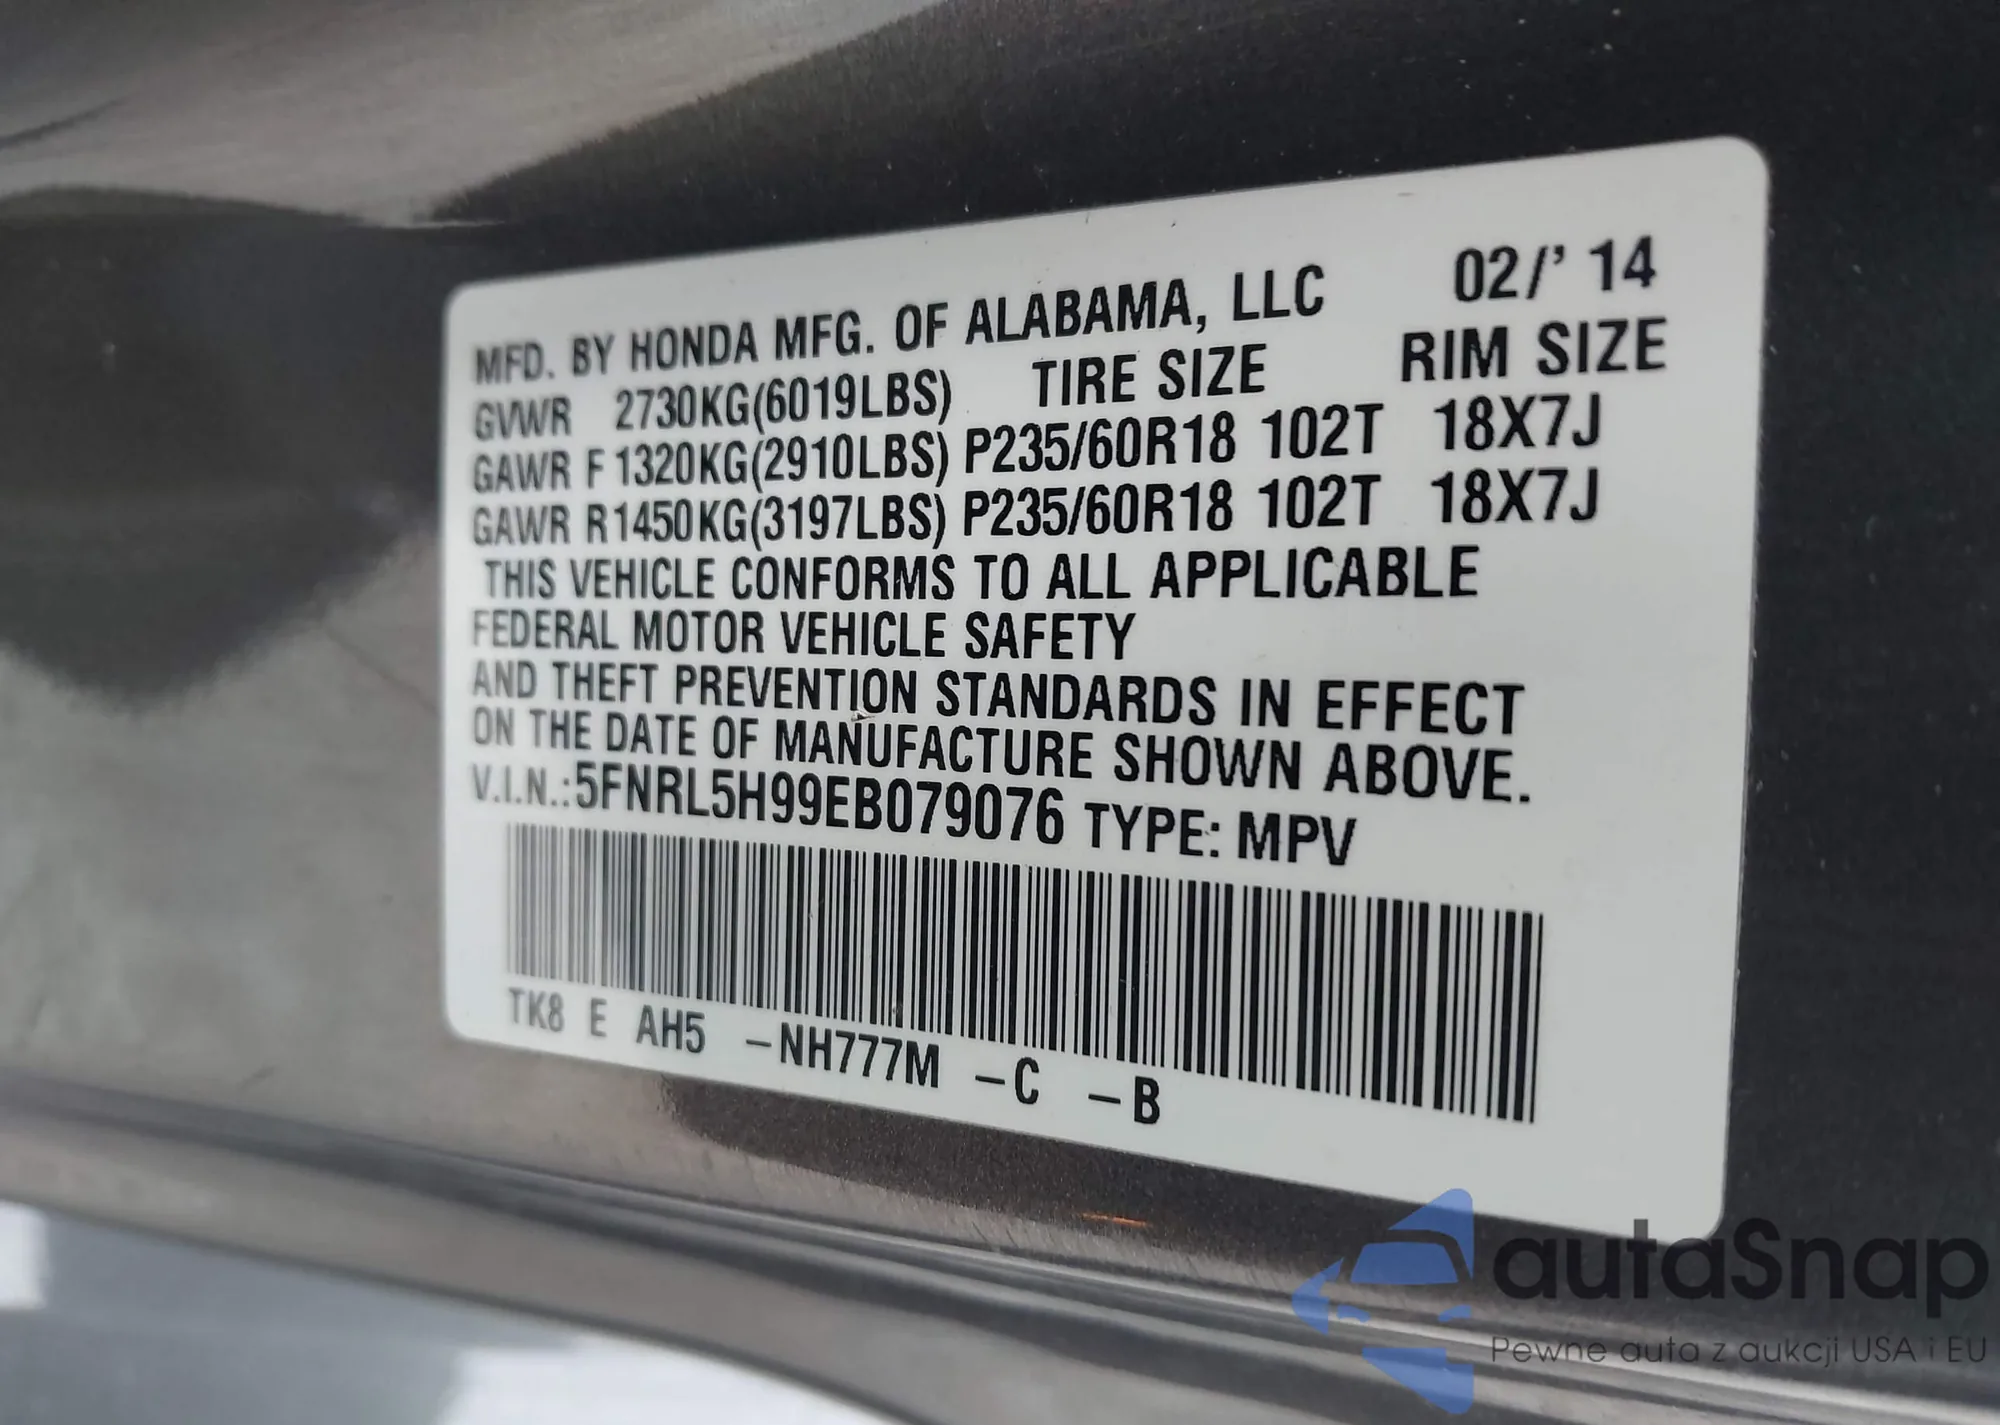 MFD. BY HONDA MFG. OF ALABAMA, LLC 02/' 14
GVWR 2730KG(6019LBS) TIRE SIZE RIM SIZE
GAWR F 1320KG(2910LBS) P235/60R18 102T 18X7J
GAWR R 1450KG(3197LBS) P235/60R18 102T 18X7J
THIS VEHICLE CONFORMS TO ALL APPLICABLE
FEDERAL MOTOR VEHICLE SAFETY
AND THEFT PREVENTION STANDARDS IN EFFECT
ON THE DATE OF MANUFACTURE SHOWN ABOVE.
V.I.N.:5FNRL5H99EB079076 TYPE: MPV
TK8 E AH5 –NH777M –C –B
autaSnap
Pewne auta z aukcji USA i EU